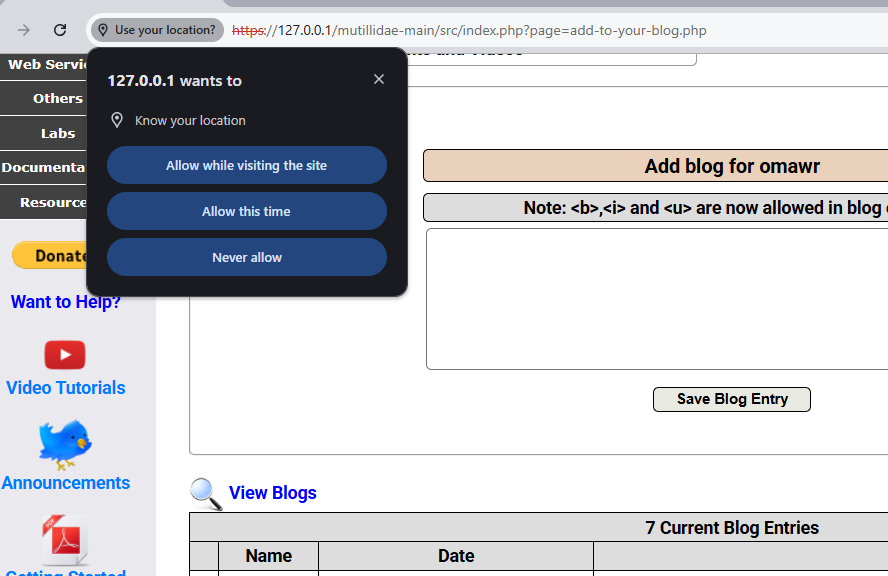 Use your location?
https://127.0.0.1/mutillidae-main/src/index.php?page=add-to-your-blog.php
127.0.0.1 wants to
Know your location
Allow while visiting the site
Allow this time
Never allow
Web Servi
Others
Labs
Documenta
Resource
Donate
Want to Help?
Video Tutorials
Announcements
Getting Started
Add blog for omawr
Note: <b>,<i> and <u> are now allowed in blog
Save Blog Entry
View Blogs
7 Current Blog Entries
Name
Date